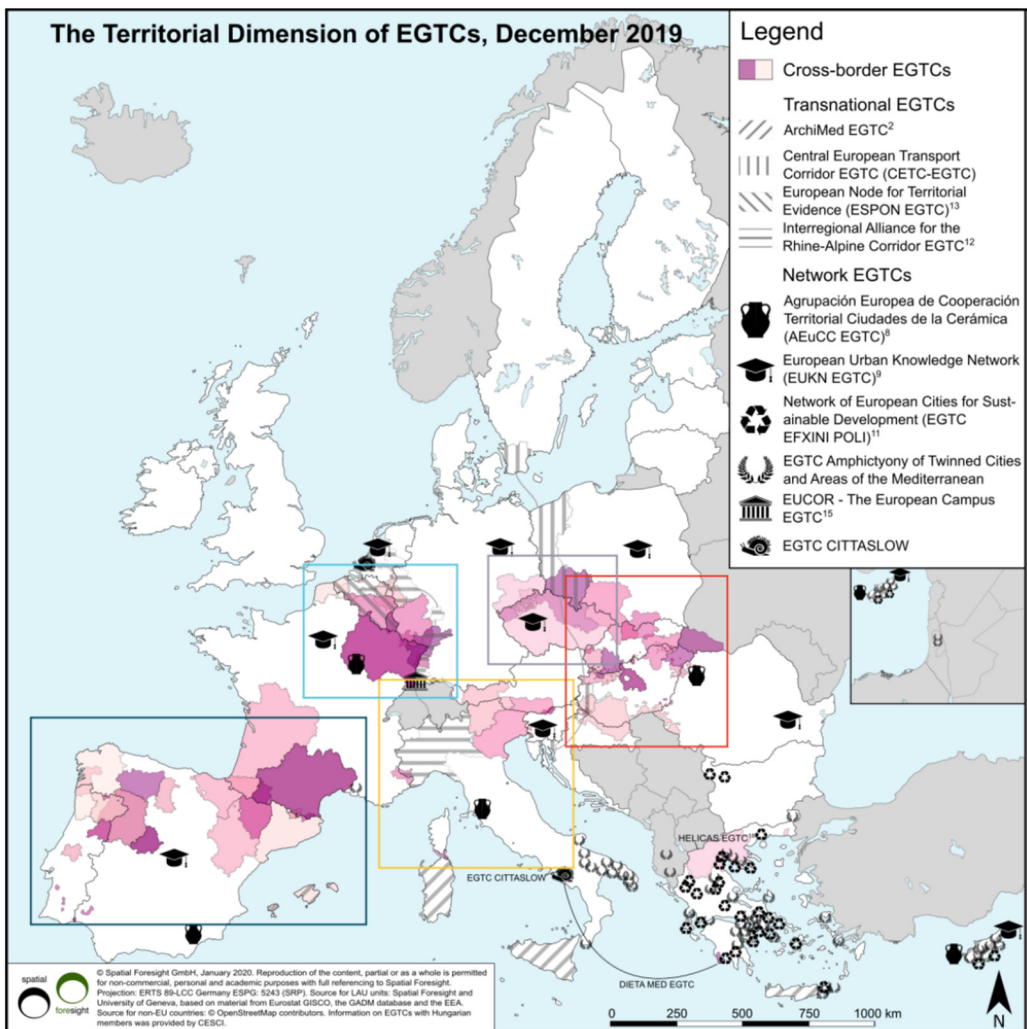 The Territorial Dimension of EGTCs, December 2019
Legend
Cross-border EGTCs
Transnational EGTCs
ArchiMed EGTC²
Central European Transport
Corridor EGTC (CETC-EGTC)
European Node for Territorial
Evidence (ESPON EGTC)¹³
Interregional Alliance for the
Rhine-Alpine Corridor EGTC¹²
Network EGTCs
Agrupación Europea de Cooperación
Territorial Ciudades de la Cerámica
(AEuCC EGTC)⁸
European Urban Knowledge Network
(EUKN EGTC)⁹
Network of European Cities for Sust-
ainable Development (EGTC
EFXINI POLI)¹¹
EGTC Amphictyony of Twinned Cities
and Areas of the Mediterranean
EUCOR - The European Campus
EGTC¹⁵
EGTC CITTASLOW
HELICAS EGTC
EGTC CITTASLOW
DIETA MED EGTC
spatial
foresight
© Spatial Foresight GmbH, January 2020. Reproduction of the content, partial or as a whole is permitted
for non-commercial, personal and academic purposes with full referencing to Spatial Foresight.
Projection: ERTS 89-LCC Germany ESPG: 5243 (SRP). Source for LAU units: Spatial Foresight and
University of Geneva, based on material from Eurostat GISCO, the GADM database and the EEA.
Source for non-EU countries: © OpenStreetMap contributors. Information on EGTCs with Hungarian
members was provided by CESCI.
0 250 500 750 1000 km
N